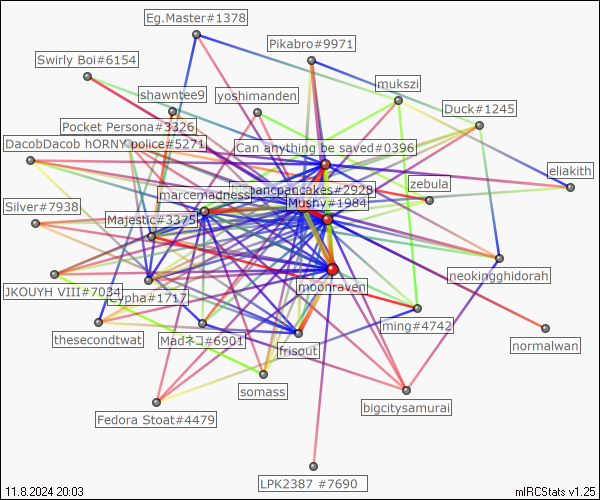 Eg.Master#1378
Pikabro#9971
Swirly Boi#6154
mukszi
shawntee9
yoshimanden
Duck#1245
Pocket Persona#3326
DacobDacob hORNY police#5271
Can anything be saved#0396
eliakith
zebula
pancpancakes#2928
marcemadness
Mushy#1984
Silver#7938
Majestic#3375
neokingghidorah
JKOUYH VIII#7034
Cypha#1717
moonraven
ming#4742
thesecondtwat
Madネコ#6901
frisout
normalwan
somass
bigcitysamurai
Fedora Stoat#4479
LPK2387 #7690
11.8.2024 20:03
mIRCStats v1.25